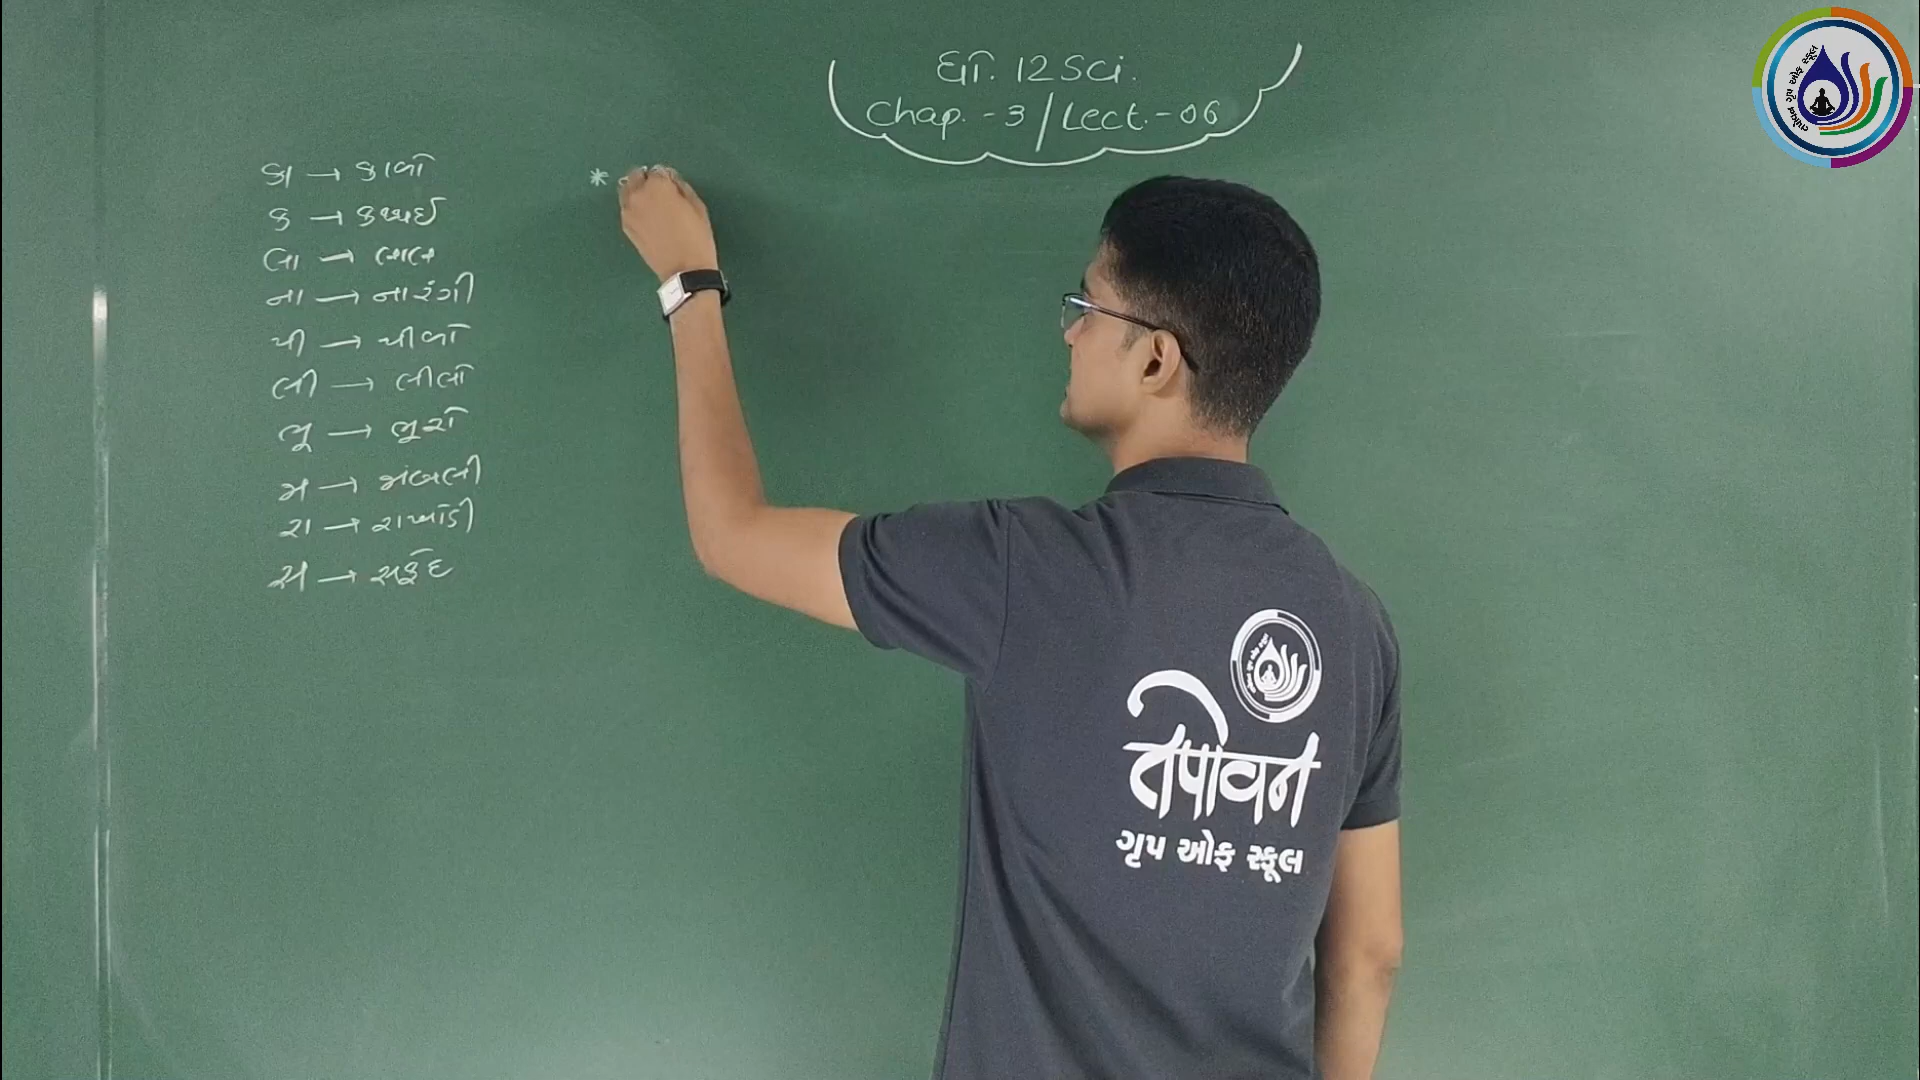 ધો. 12 Sci.
Chap. - 3 / Lect. - 06
કા → કાળો
ક → કથ્થઈ
લા → લાલ
ના → નારંગી
પી → પીળો
લી → લીલો
ભૂ → ભૂરો
જા → જાંબલી
રા → રાખોડી
સ → સફેદ
*
તપોવન
ગૃપ ઓફ સ્કૂલ